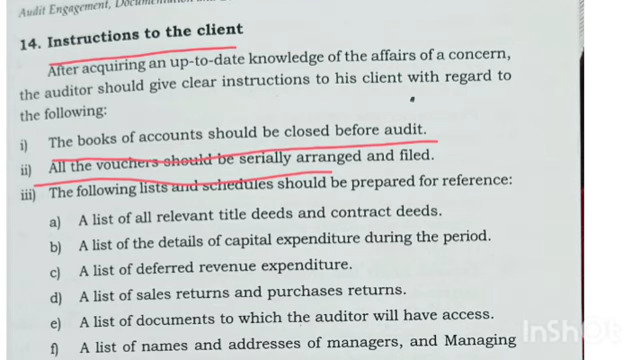 Audit Engagement,
14. Instructions to the client
After acquiring an up-to-date knowledge of the affairs of a concern,
the auditor should give clear instructions to his client with regard to
the following:
i) The books of accounts should be closed before audit.
ii) All the vouchers should be serially arranged and filed.
iii) The following lists and schedules should be prepared for reference:
a) A list of all relevant title deeds and contract deeds.
b) A list of the details of capital expenditure during the period.
c) A list of deferred revenue expenditure.
d) A list of sales returns and purchases returns.
e) A list of documents to which the auditor will have access.
f) A list of names and addresses of managers, and Managing
InShOt